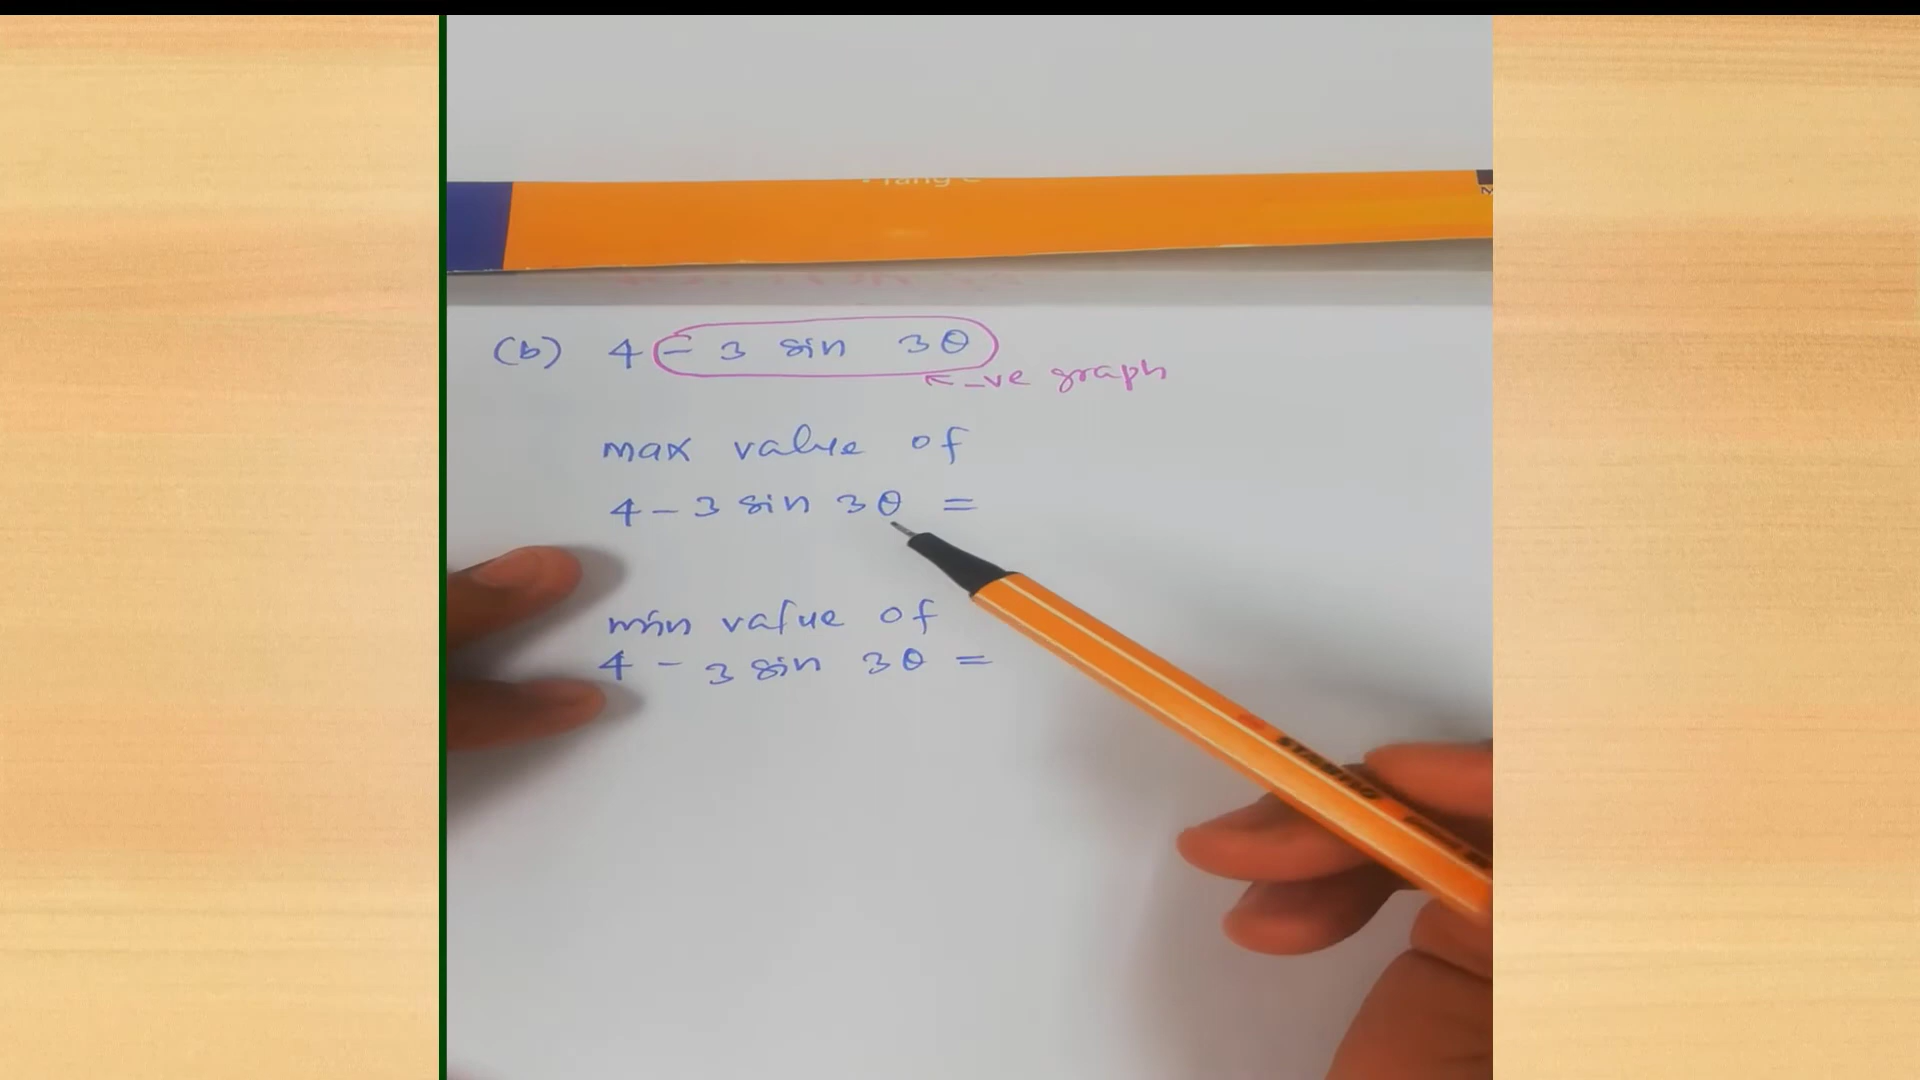 (b) 4 - 3 sin 3θ
← -ve graph
max value of
4 - 3 sin 3θ =
min value of
4 - 3 sin 3θ =
STABILO